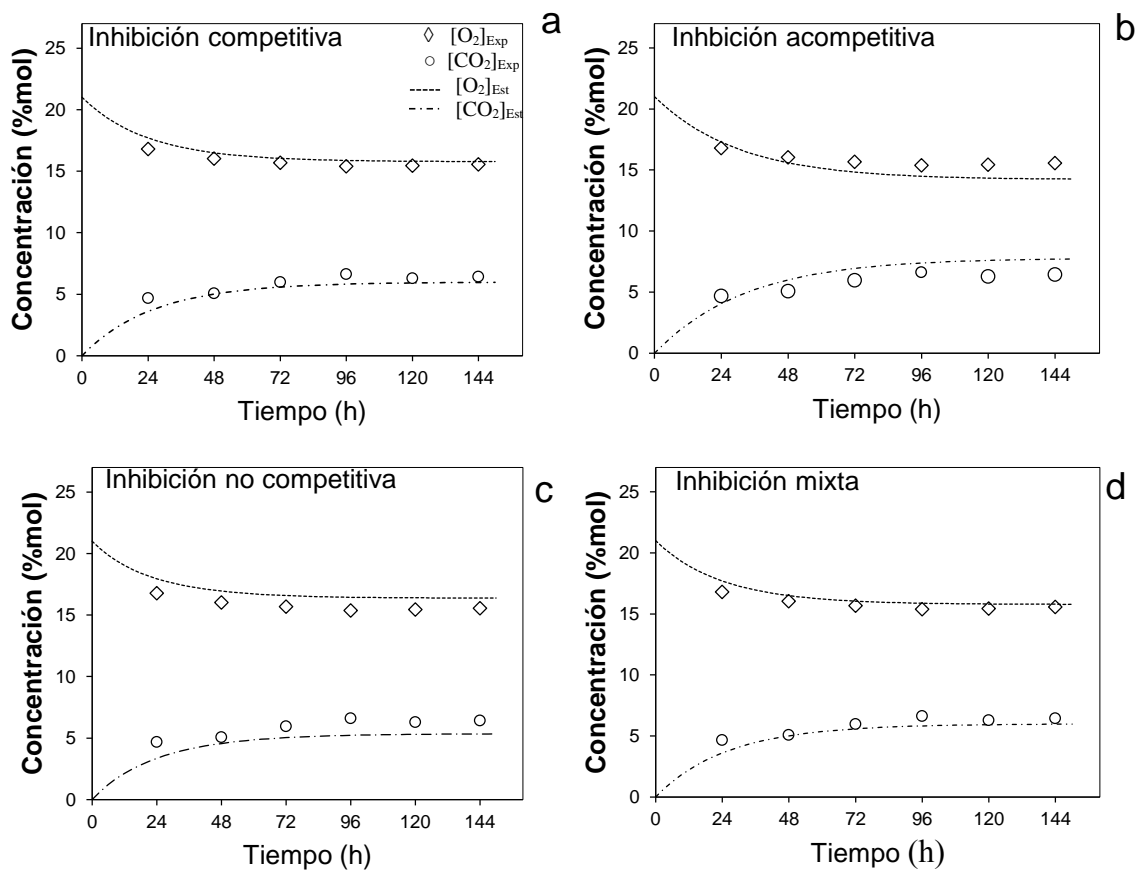 Inhibición competitiva
a
[O2]Exp
[CO2]Exp
[O2]Est
[CO2]Est
Concentración (%mol)
25
20
15
10
5
0
0 24 48 72 96 120 144
Tiempo (h)
Inhbición acompetitiva
b
Concentración (%mol)
25
20
15
10
5
0
0 24 48 72 96 120 144
Tiempo (h)
Inhibición no competitiva
c
Concentración (%mol)
25
20
15
10
5
0
0 24 48 72 96 120 144
Tiempo (h)
Inhibición mixta
d
Concentración (%mol)
25
20
15
10
5
0
0 24 48 72 96 120 144
Tiempo (h)